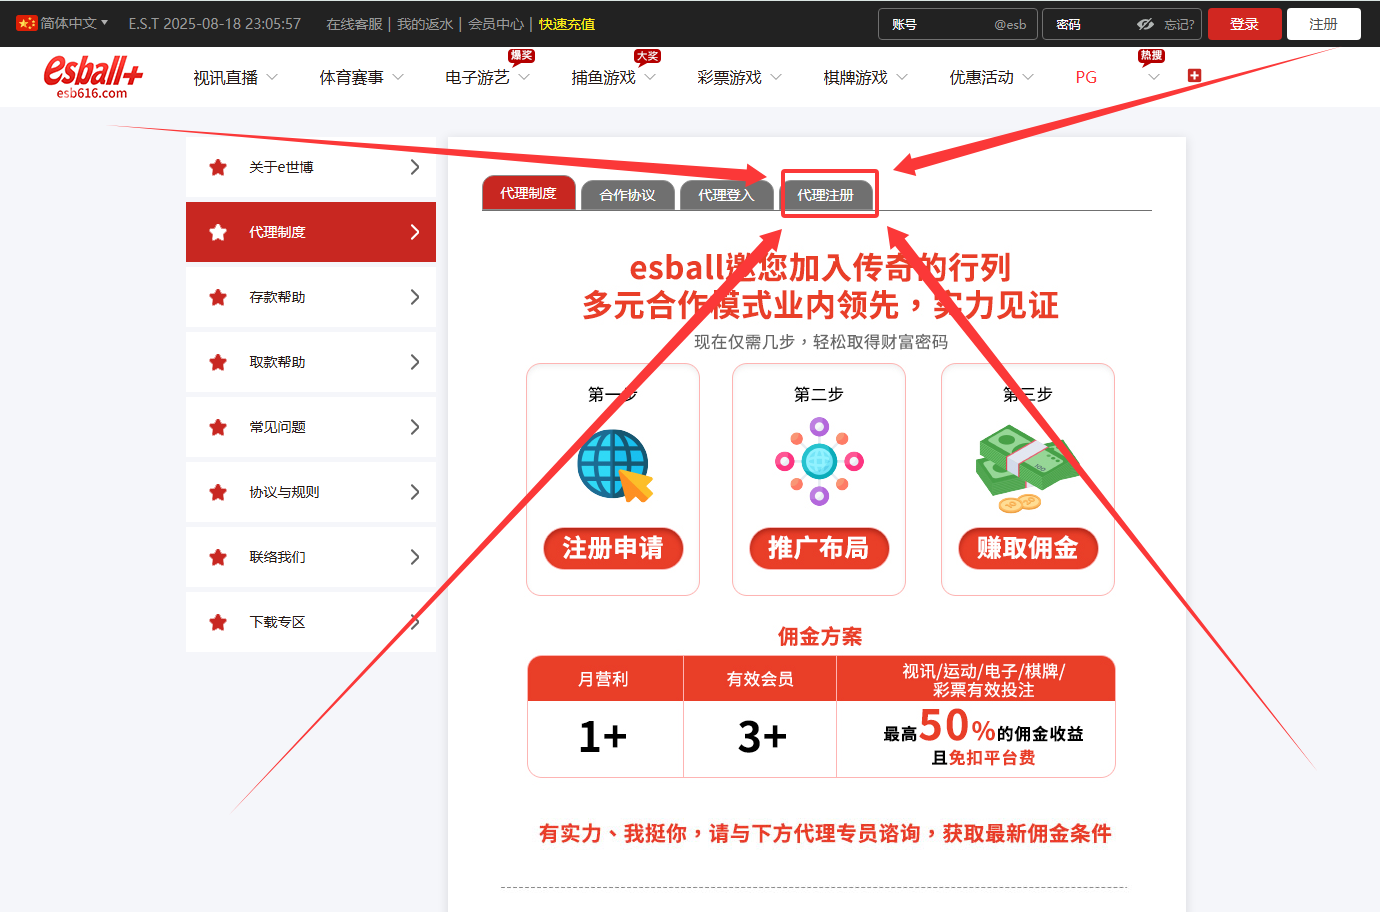 简体中文 E.S.T 2025-08-18 23:05:57 在线客服 | 我的返水 | 会员中心 | 快速充值 账号 @esb 密码 忘记? 登录 注册
esball+
esb616.com
视讯直播 体育赛事 电子游艺 爆奖 捕鱼游戏 大奖 彩票游戏 棋牌游戏 优惠活动 PG 热搜
关于e世博
代理制度
存款帮助
取款帮助
常见问题
协议与规则
联络我们
下载专区
代理制度 合作协议 代理登入 代理注册
esball邀您加入传奇的行列
多元合作模式业内领先，实力见证
现在仅需几步，轻松取得财富密码
第一步 第二步 第三步
注册申请 推广布局 赚取佣金
佣金方案
月营利 有效会员 视讯/运动/电子/棋牌/
彩票有效投注
1+ 3+ 最高50%的佣金收益
且免扣平台费
有实力、我挺你，请与下方代理专员谘询，获取最新佣金条件